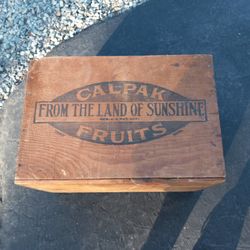 CALPAK
FROM THE LAND OF SUNSHINE
FRUITS